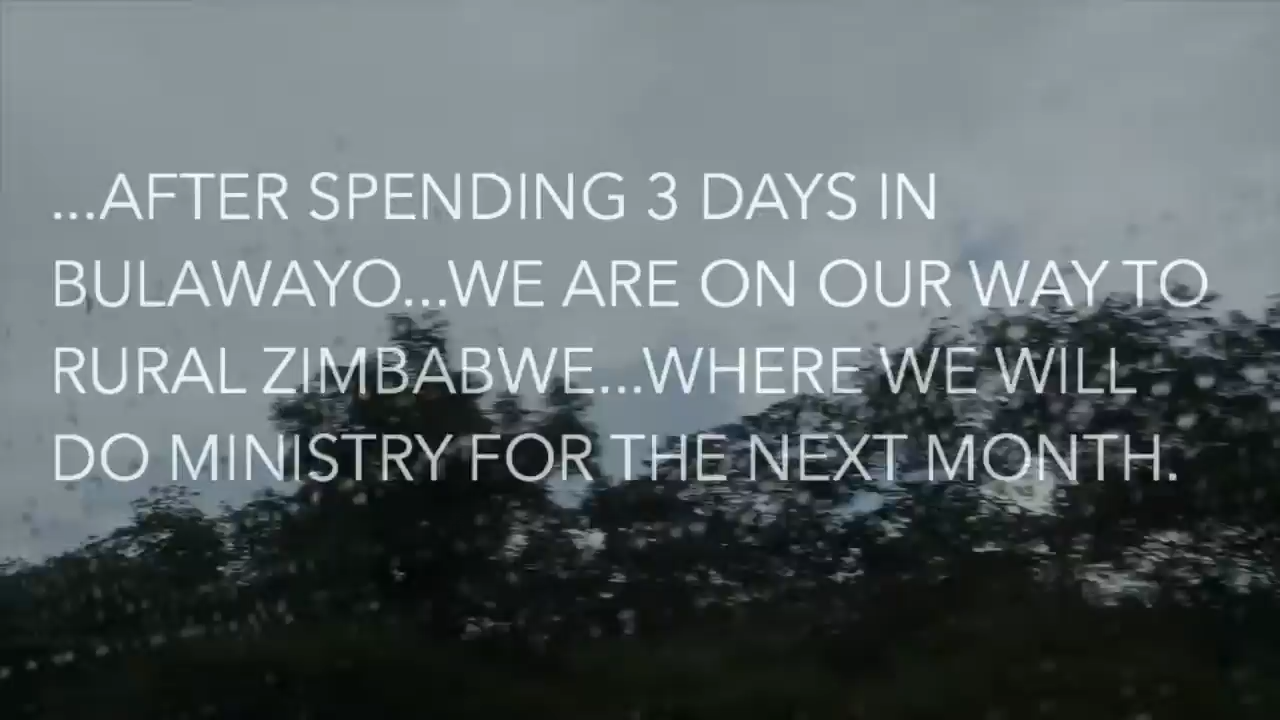 ...AFTER SPENDING 3 DAYS IN
BULAWAYO...WE ARE ON OUR WAY TO
RURAL ZIMBABWE...WHERE WE WILL
DO MINISTRY FOR THE NEXT MONTH.